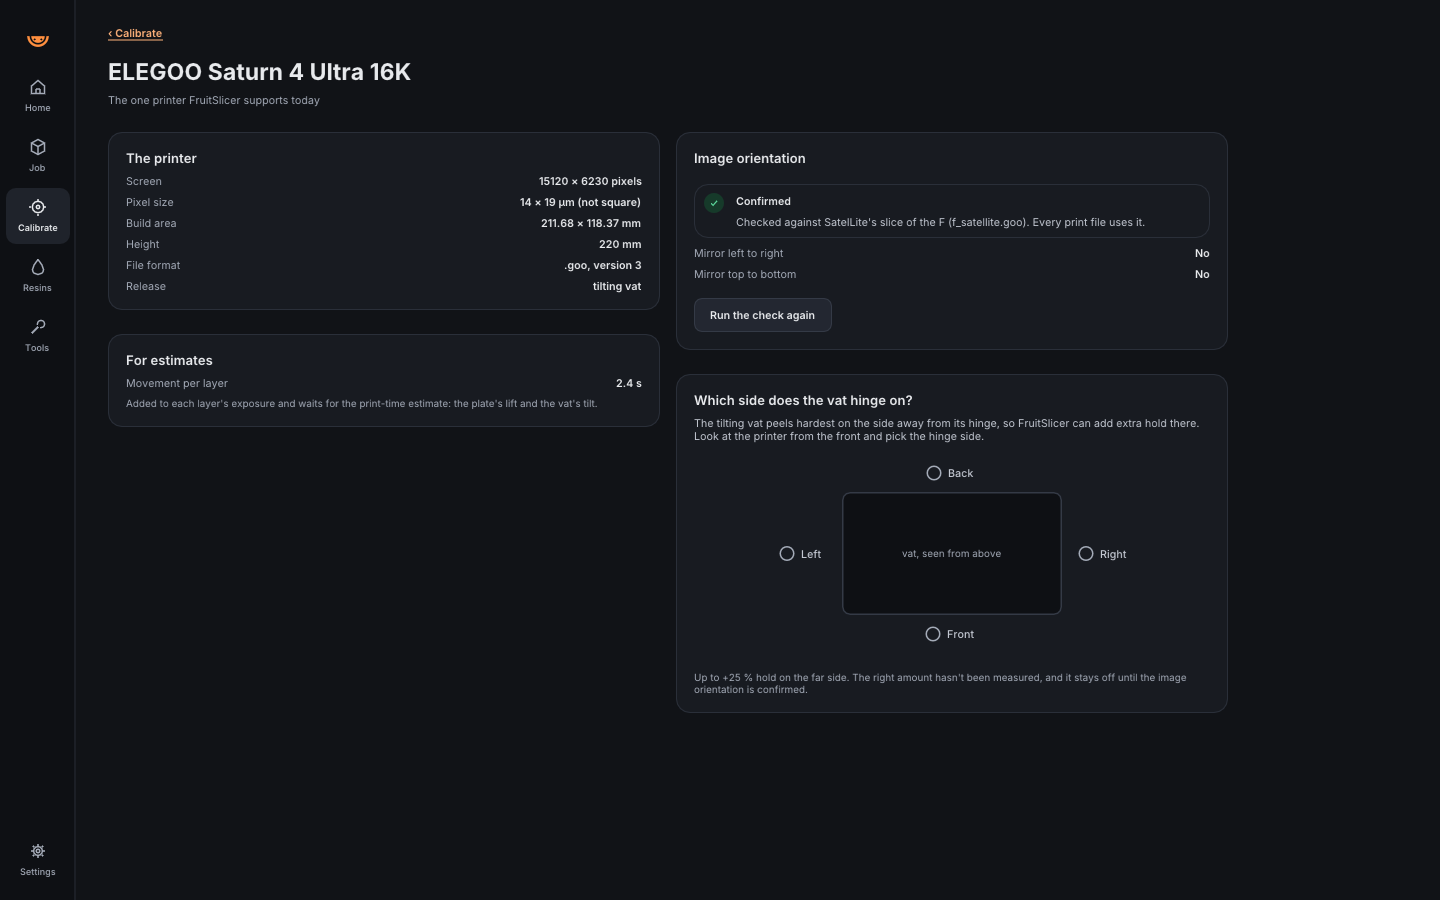 Home
Job
Calibrate
Resins
Tools
Settings
‹ Calibrate
ELEGOO Saturn 4 Ultra 16K
The one printer FruitSlicer supports today
The printer
Screen 15120 × 6230 pixels
Pixel size 14 × 19 µm (not square)
Build area 211.68 × 118.37 mm
Height 220 mm
File format .goo, version 3
Release tilting vat
For estimates
Movement per layer 2.4 s
Added to each layer's exposure and waits for the print-time estimate: the plate's lift and the vat's tilt.
Image orientation
Confirmed
Checked against SatelLite's slice of the F (f_satellite.goo). Every print file uses it.
Mirror left to right No
Mirror top to bottom No
Run the check again
Which side does the vat hinge on?
The tilting vat peels hardest on the side away from its hinge, so FruitSlicer can add extra hold there.
Look at the printer from the front and pick the hinge side.
Back
Left
vat, seen from above
Right
Front
Up to +25 % hold on the far side. The right amount hasn't been measured, and it stays off until the image
orientation is confirmed.